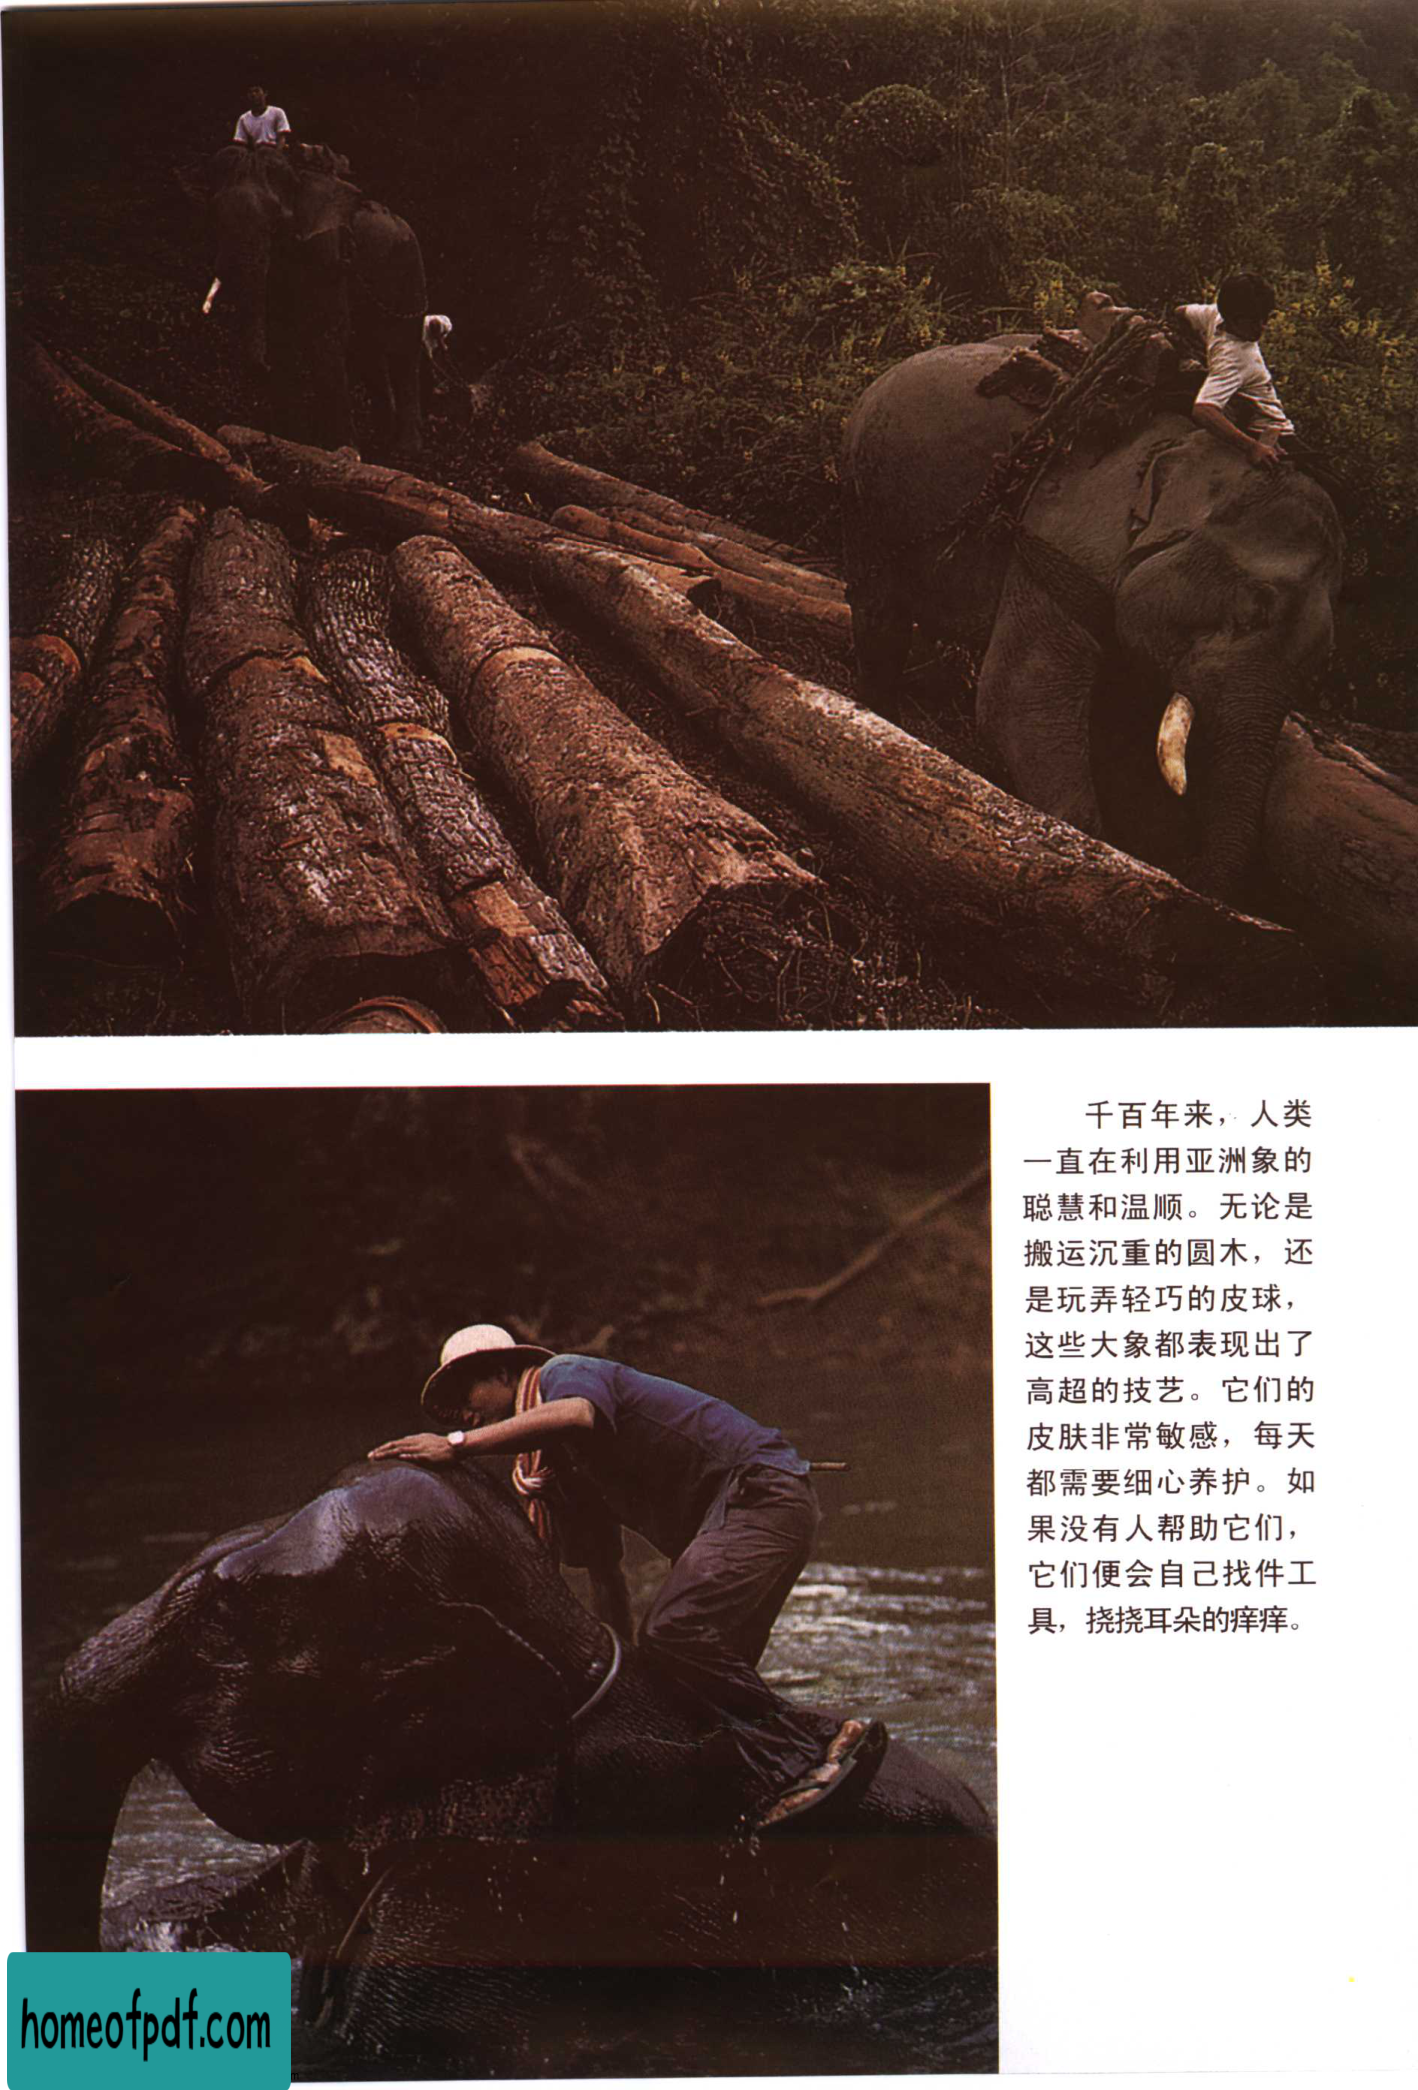 千百年来，人类
一直在利用亚洲象的
聪慧和温顺。无论是
搬运沉重的圆木，还
是玩弄轻巧的皮球，
这些大象都表现出了
高超的技艺。它们的
皮肤非常敏感，每天
都需要细心养护。如
果没有人帮助它们，
它们便会自己找件工
具，挠挠耳朵的痒痒。
homeofpdf.com